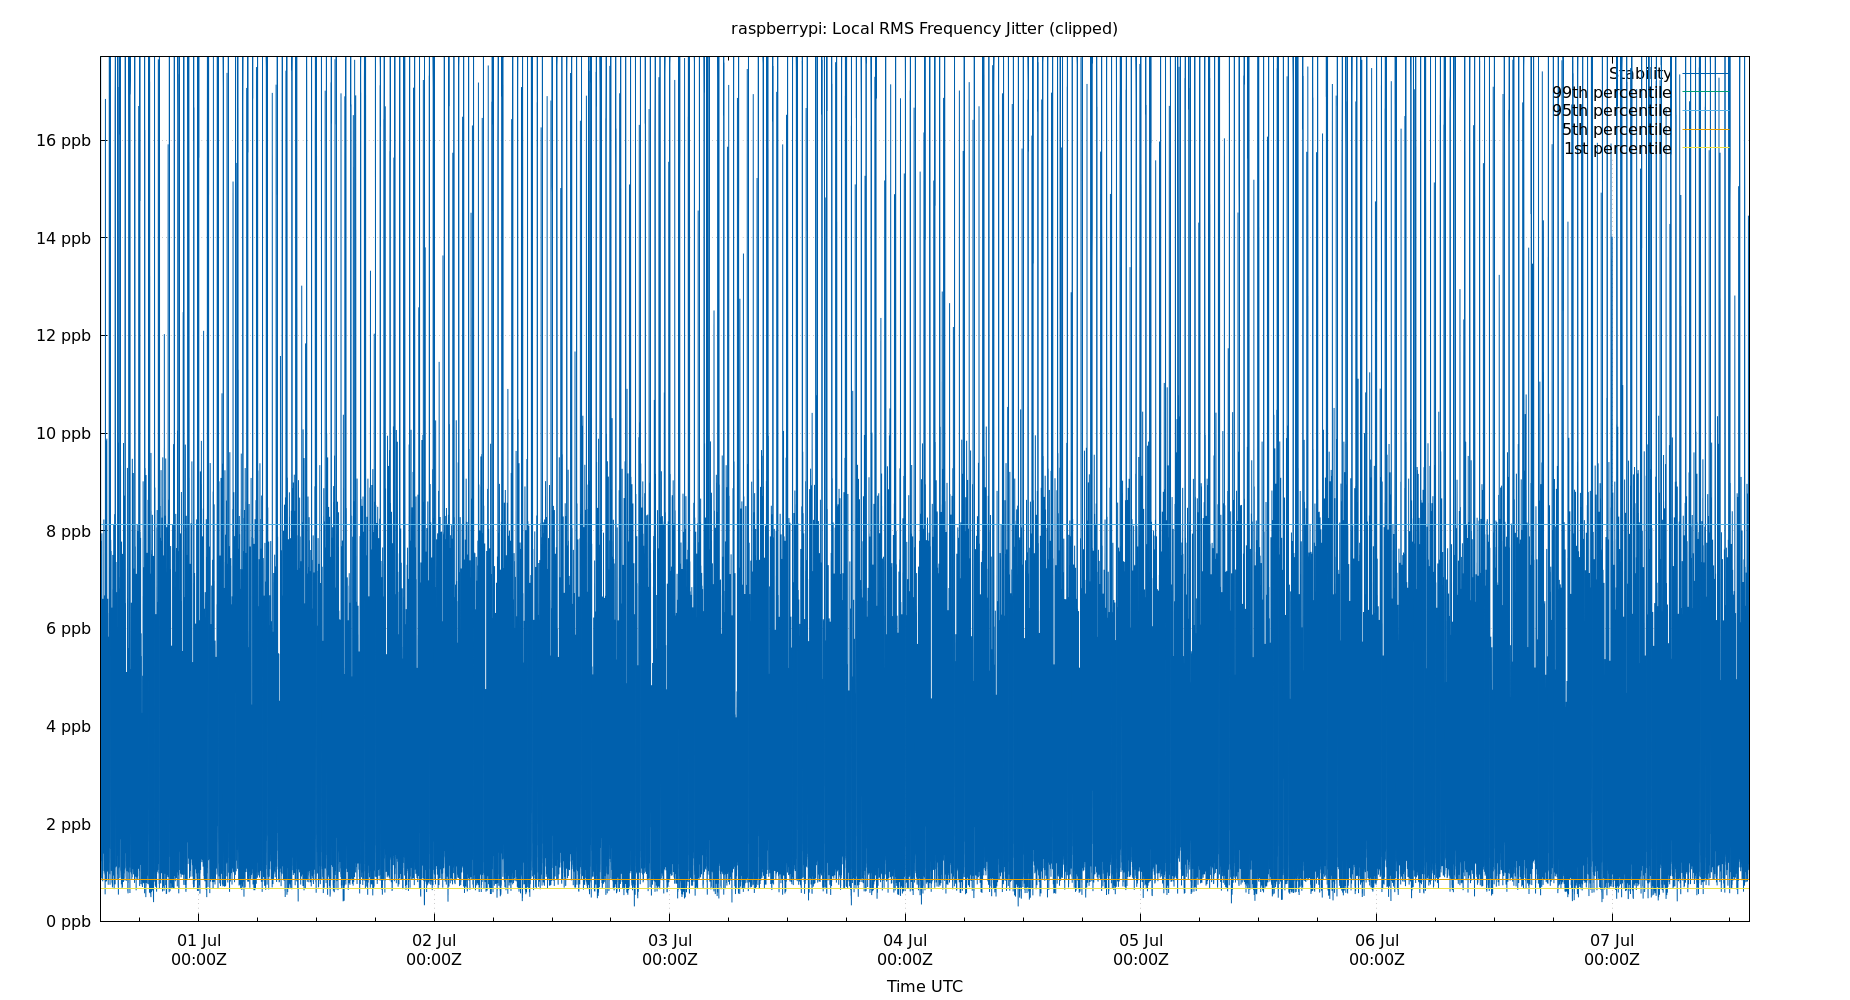 raspberrypi: Local RMS Frequency Jitter (clipped)
Stability
99th percentile
95th percentile
5th percentile
1st percentile
16 ppb
14 ppb
12 ppb
10 ppb
8 ppb
6 ppb
4 ppb
2 ppb
0 ppb
01 Jul 02 Jul 03 Jul 04 Jul 05 Jul 06 Jul 07 Jul
00:00Z 00:00Z 00:00Z 00:00Z 00:00Z 00:00Z 00:00Z
Time UTC